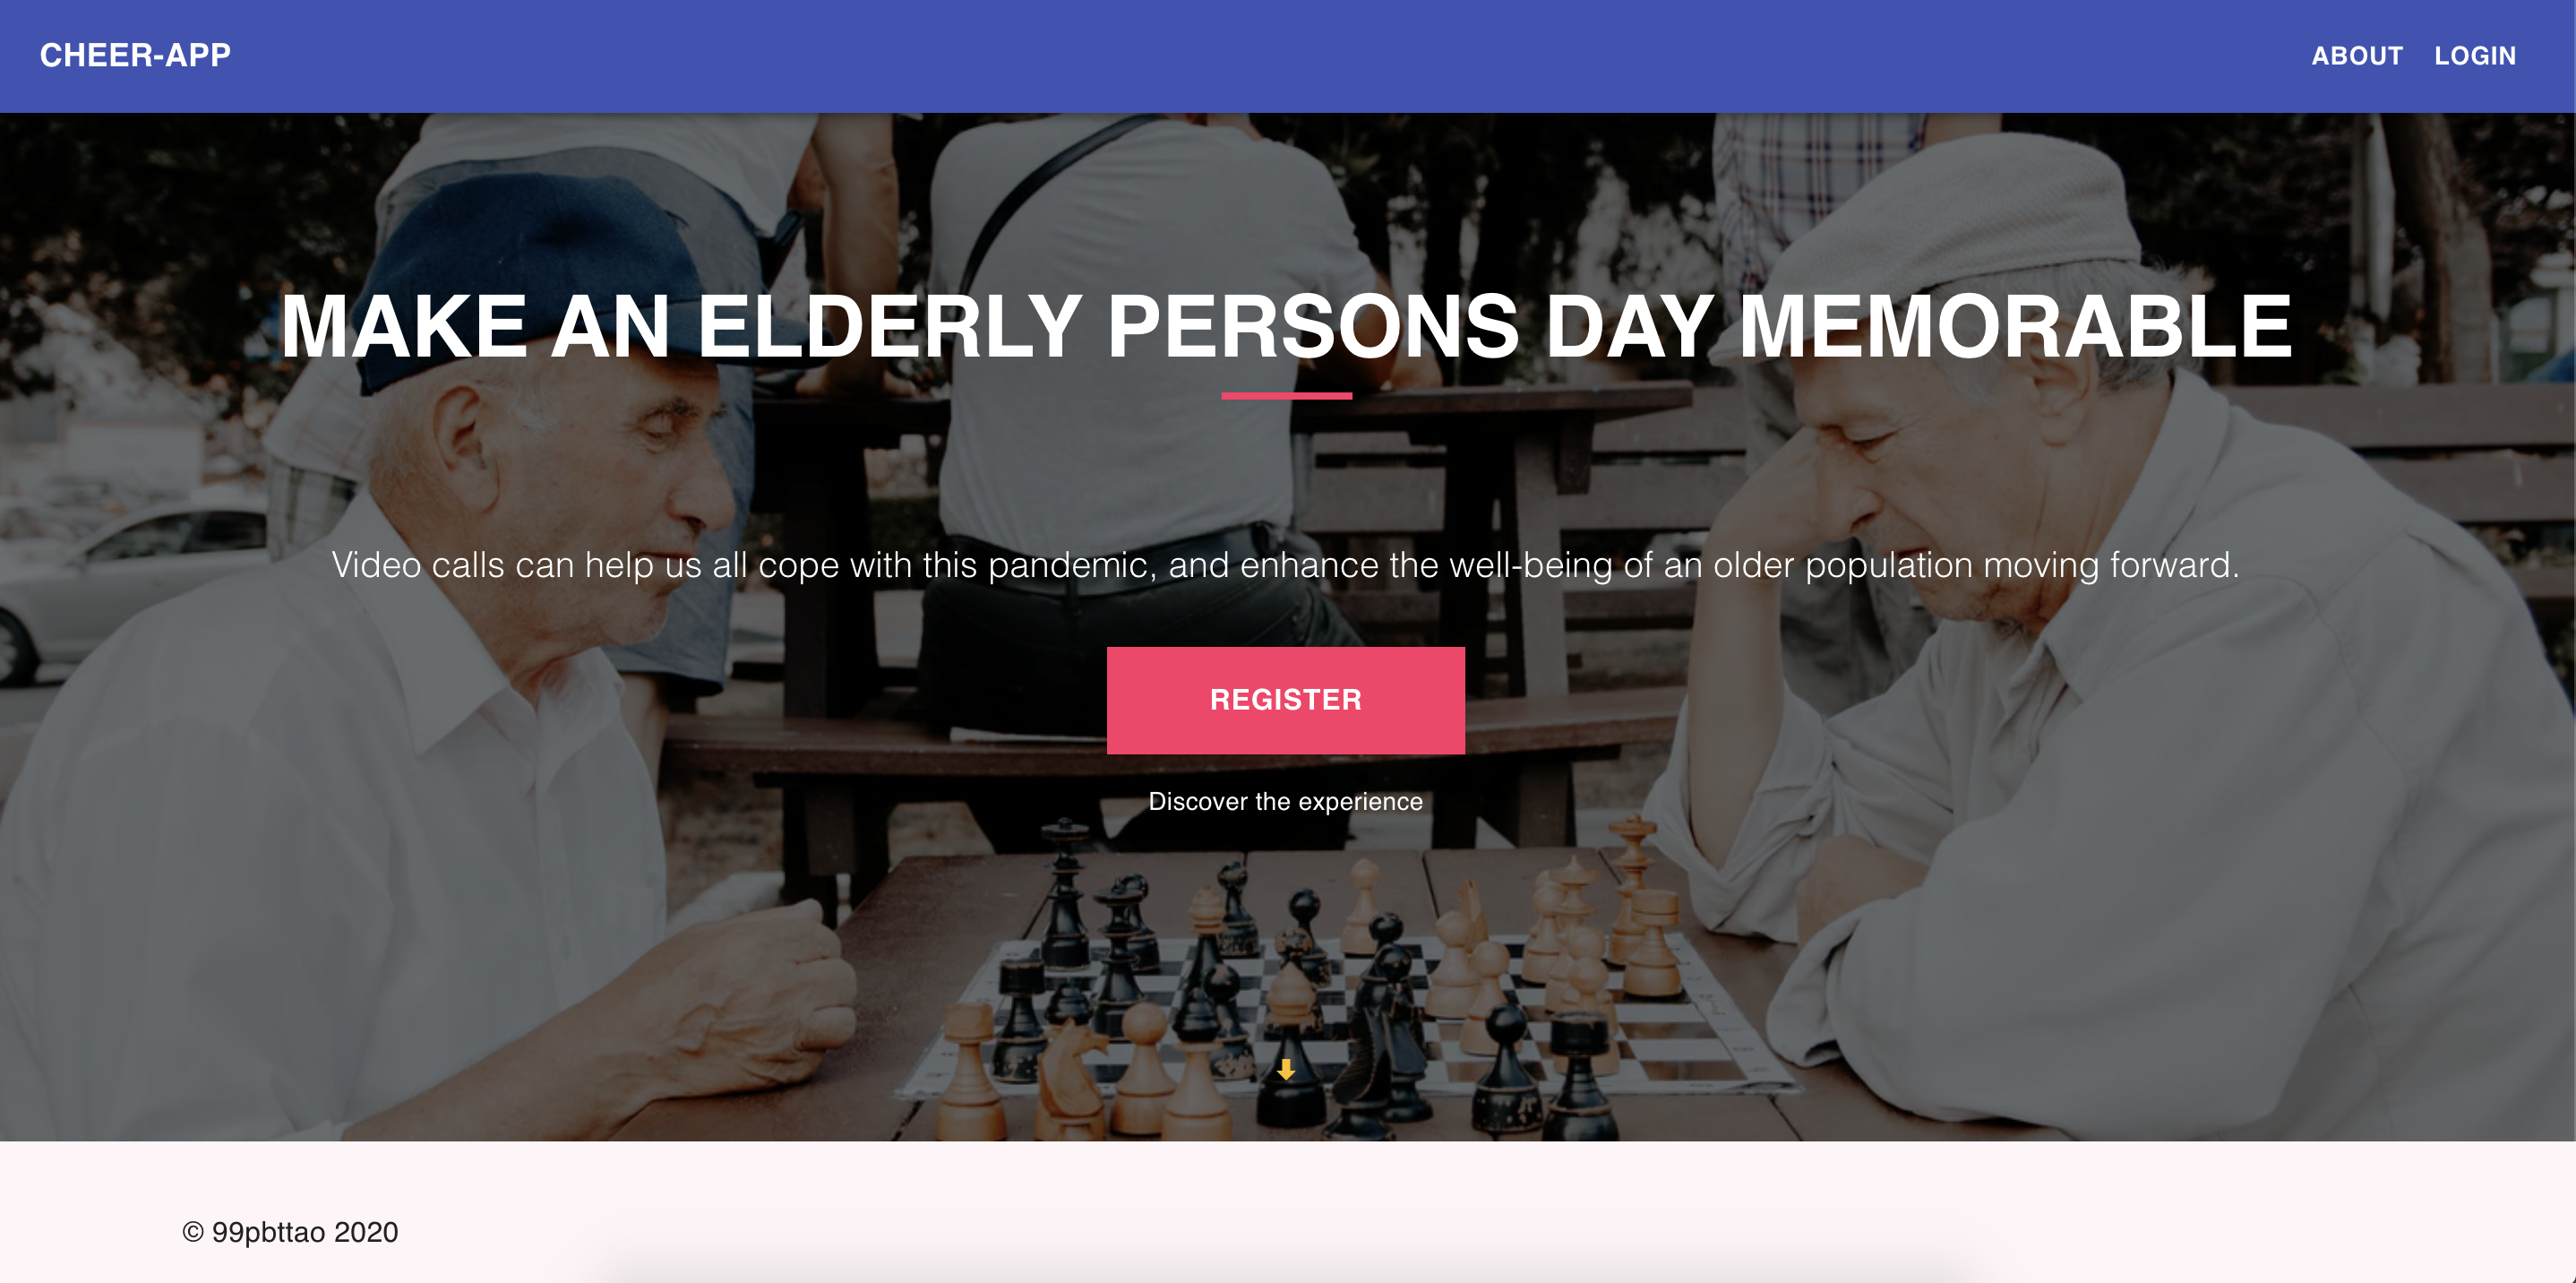 CHEER-APP
ABOUT LOGIN
MAKE AN ELDERLY PERSONS DAY MEMORABLE
Video calls can help us all cope with this pandemic, and enhance the well-being of an older population moving forward.
REGISTER
Discover the experience
© 99pbttao 2020